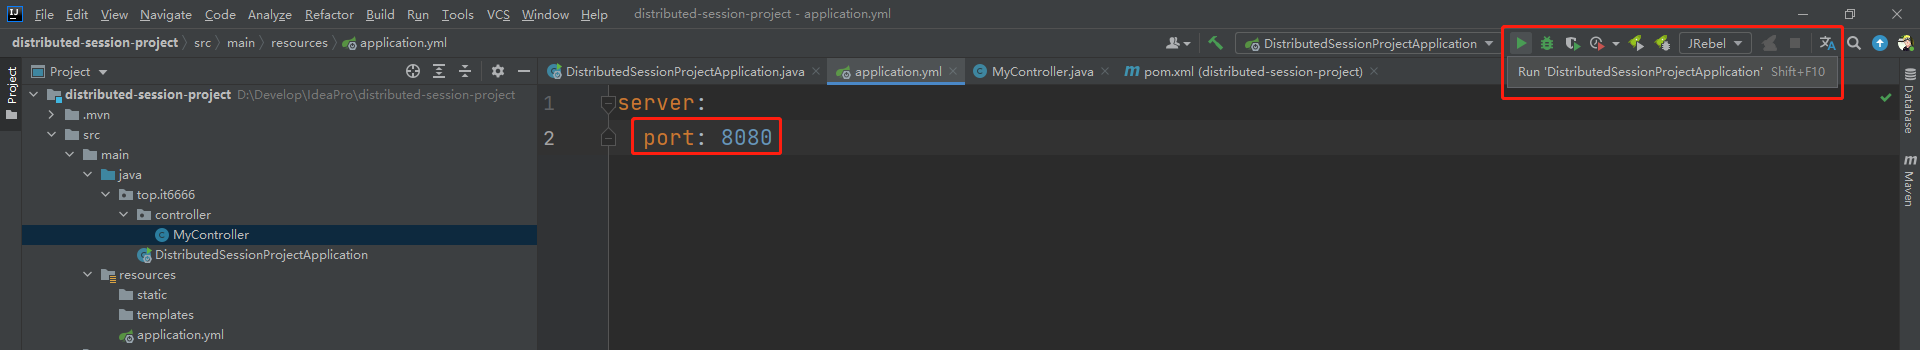 File Edit View Navigate Code Analyze Refactor Build Run Tools VCS Window Help distributed-session-project - application.yml
distributed-session-project src main resources application.yml DistributedSessionProjectApplication JRebel
Project DistributedSessionProjectApplication.java application.yml MyController.java pom.xml (distributed-session-project)
Run 'DistributedSessionProjectApplication' Shift+F10
Project
distributed-session-project D:\Develop\IdeaPro\distributed-session-project
.mvn
src
main
java
top.it6666
controller
MyController
DistributedSessionProjectApplication
resources
static
templates
application.yml
1 server:
2 port: 8080
Database
Maven